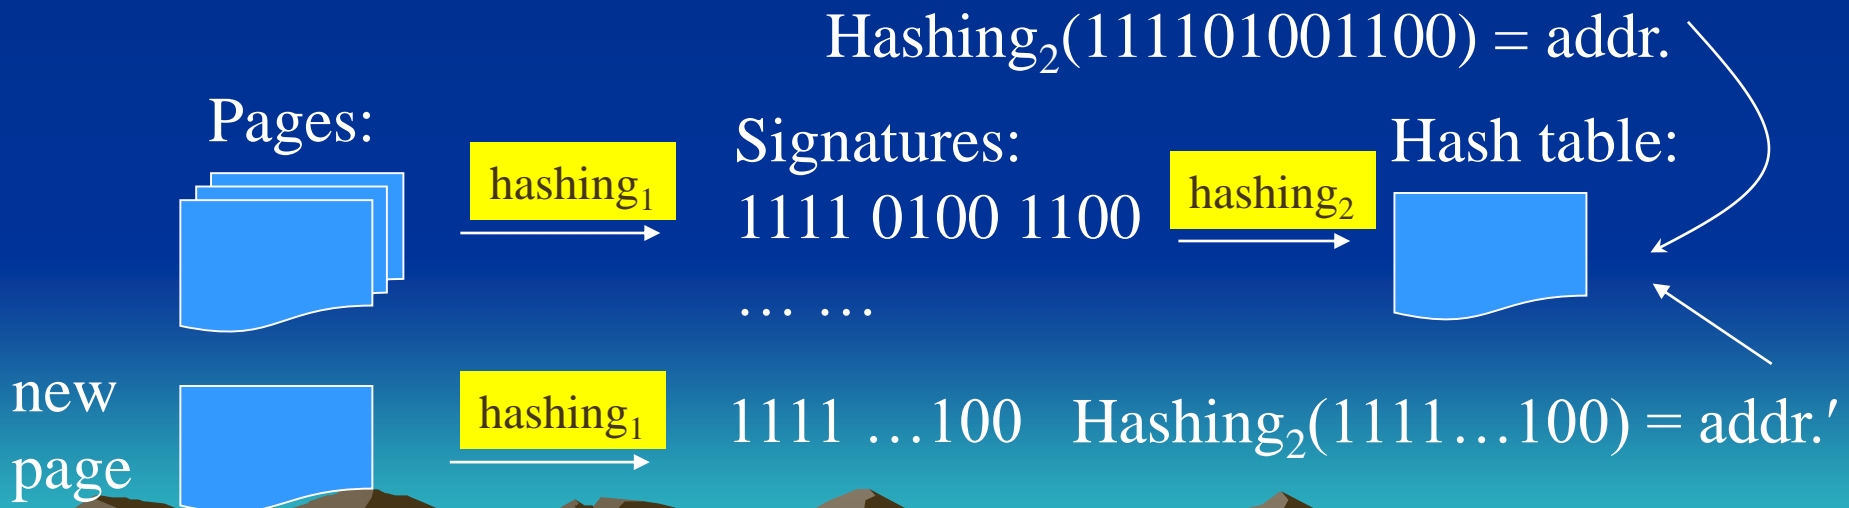 Hashing₂(111101001100) = addr.
Pages:
hashing₁
Signatures:
1111 0100 1100
… …
hashing₂
Hash table:
new
page
hashing₁
1111 …100
Hashing₂(1111…100) = addr.′